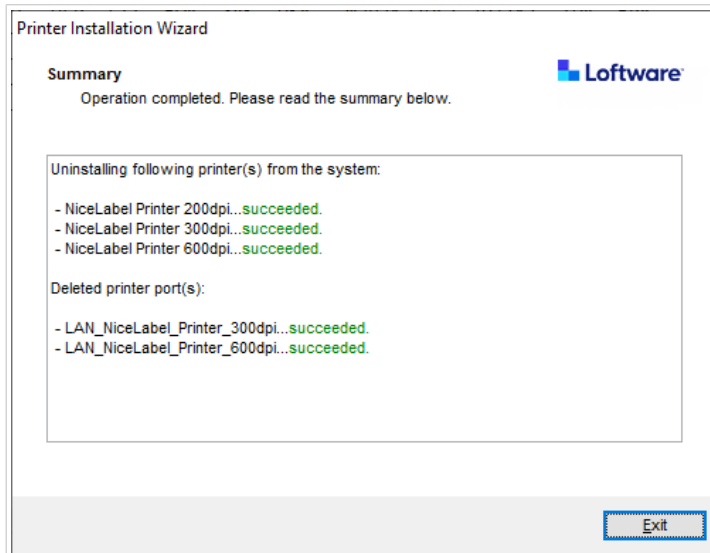 Printer Installation Wizard
Summary
Operation completed. Please read the summary below.
Loftware
Uninstalling following printer(s) from the system:
- NiceLabel Printer 200dpi...succeeded.
- NiceLabel Printer 300dpi...succeeded.
- NiceLabel Printer 600dpi...succeeded.
Deleted printer port(s):
- LAN_NiceLabel_Printer_300dpi...succeeded.
- LAN_NiceLabel_Printer_600dpi...succeeded.
Exit